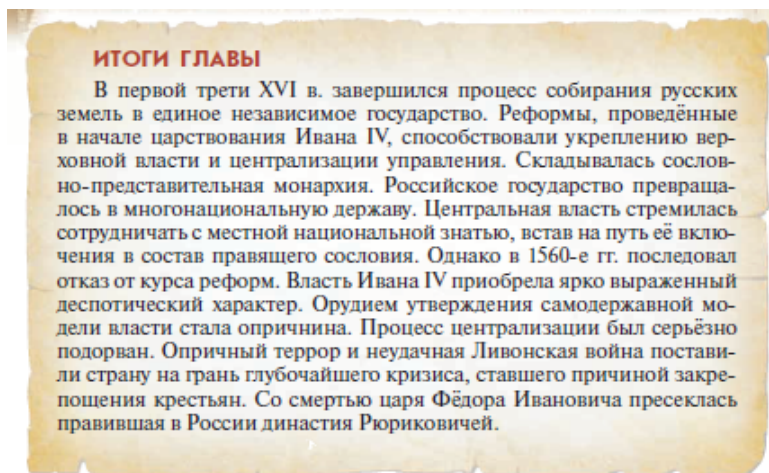 ИТОГИ ГЛАВЫ
В первой трети XVI в. завершился процесс собирания русских
земель в единое независимое государство. Реформы, проведённые
в начале царствования Ивана IV, способствовали укреплению вер-
ховной власти и централизации управления. Складывалась сослов-
но-представительная монархия. Российское государство превраща-
лось в многонациональную державу. Центральная власть стремилась
сотрудничать с местной национальной знатью, встав на путь её вклю-
чения в состав правящего сословия. Однако в 1560-е гг. последовал
отказ от курса реформ. Власть Ивана IV приобрела ярко выраженный
деспотический характер. Орудием утверждения самодержавной мо-
дели власти стала опричнина. Процесс централизации был серьёзно
подорван. Опричный террор и неудачная Ливонская война постави-
ли страну на грань глубочайшего кризиса, ставшего причиной закре-
пощения крестьян. Со смертью царя Фёдора Ивановича пресеклась
правившая в России династия Рюриковичей.